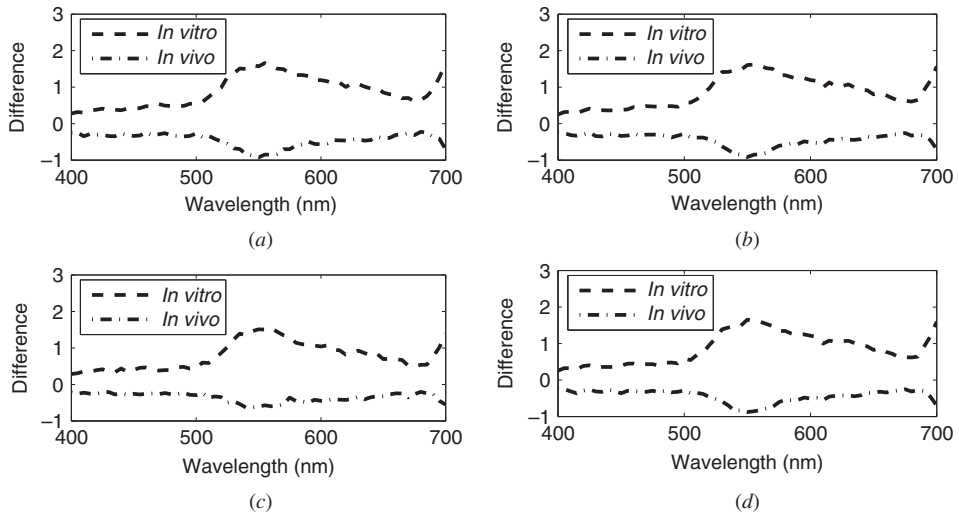 3
2
1
0
−1
Difference
In vitro
In vivo
400 500 600 700
Wavelength (nm)
(a)
3
2
1
0
−1
Difference
In vitro
In vivo
400 500 600 700
Wavelength (nm)
(b)
3
2
1
0
−1
Difference
In vitro
In vivo
400 500 600 700
Wavelength (nm)
(c)
3
2
1
0
−1
Difference
In vitro
In vivo
400 500 600 700
Wavelength (nm)
(d)